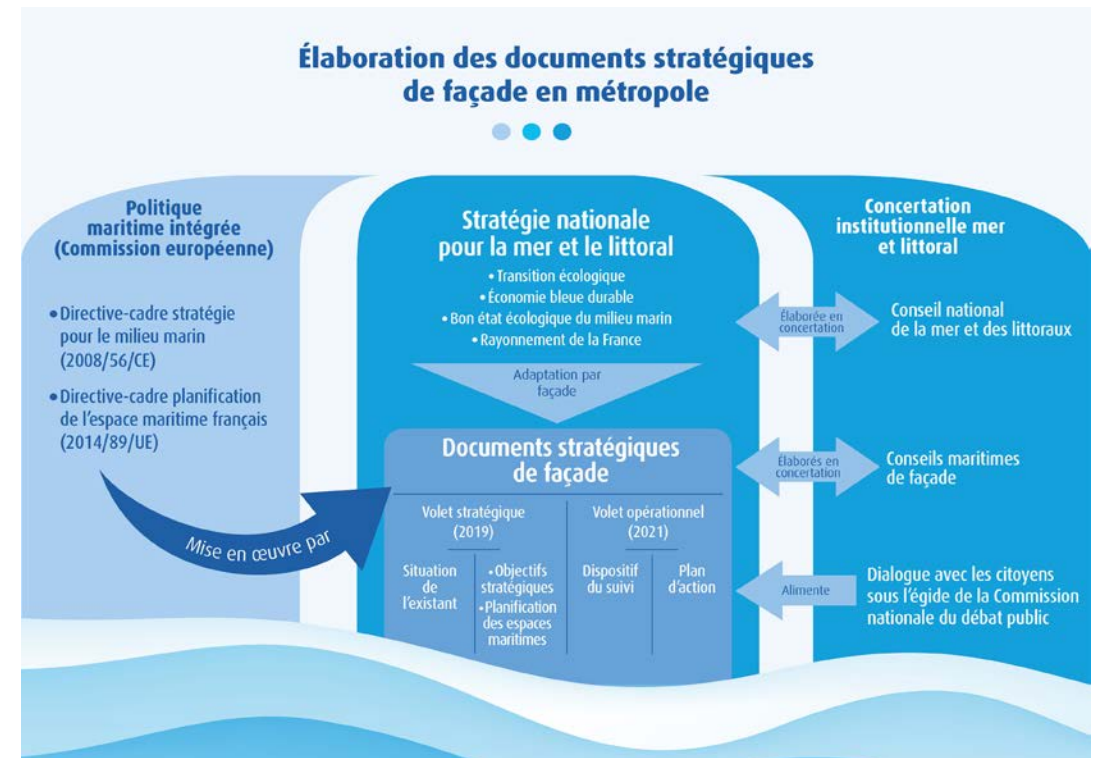 Élaboration des documents stratégiques
de façade en métropole
Politique
maritime intégrée
(Commission européenne)
•Directive-cadre stratégie
pour le milieu marin
(2008/56/CE)
•Directive-cadre planification
de l'espace maritime français
(2014/89/UE)
Mise en œuvre par
Stratégie nationale
pour la mer et le littoral
•Transition écologique
•Économie bleue durable
•Bon état écologique du milieu marin
•Rayonnement de la France
Adaptation par
façade
Documents stratégiques
de façade
Volet stratégique
(2019)
Situation
de
l'existant
•Objectifs
stratégiques
•Planification
des espaces
maritimes
Volet opérationnel
(2021)
Dispositif
du suivi
Plan
d'action
Concertation
institutionnelle mer
et littoral
Élaborée en
concertation
Conseil national
de la mer et des littoraux
Élaborés en
concertation
Conseils maritimes
de façade
Alimente
Dialogue avec les citoyens
sous l'égide de la Commission
nationale du débat public